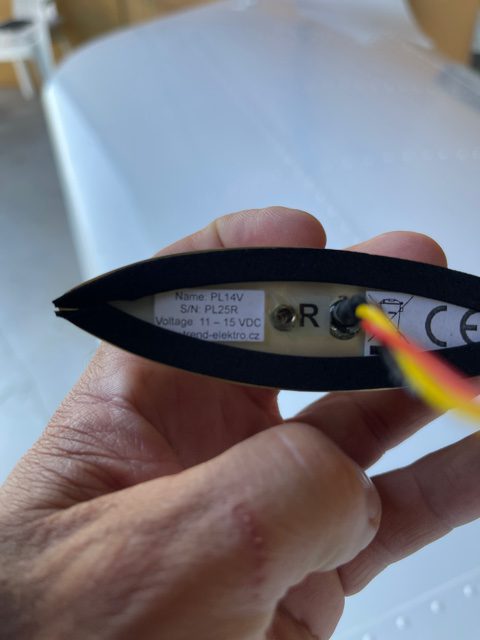 Name: PL14V
S/N: PL25R
Voltage: 11 – 15 VDC
trend-elektro.cz
R
CE